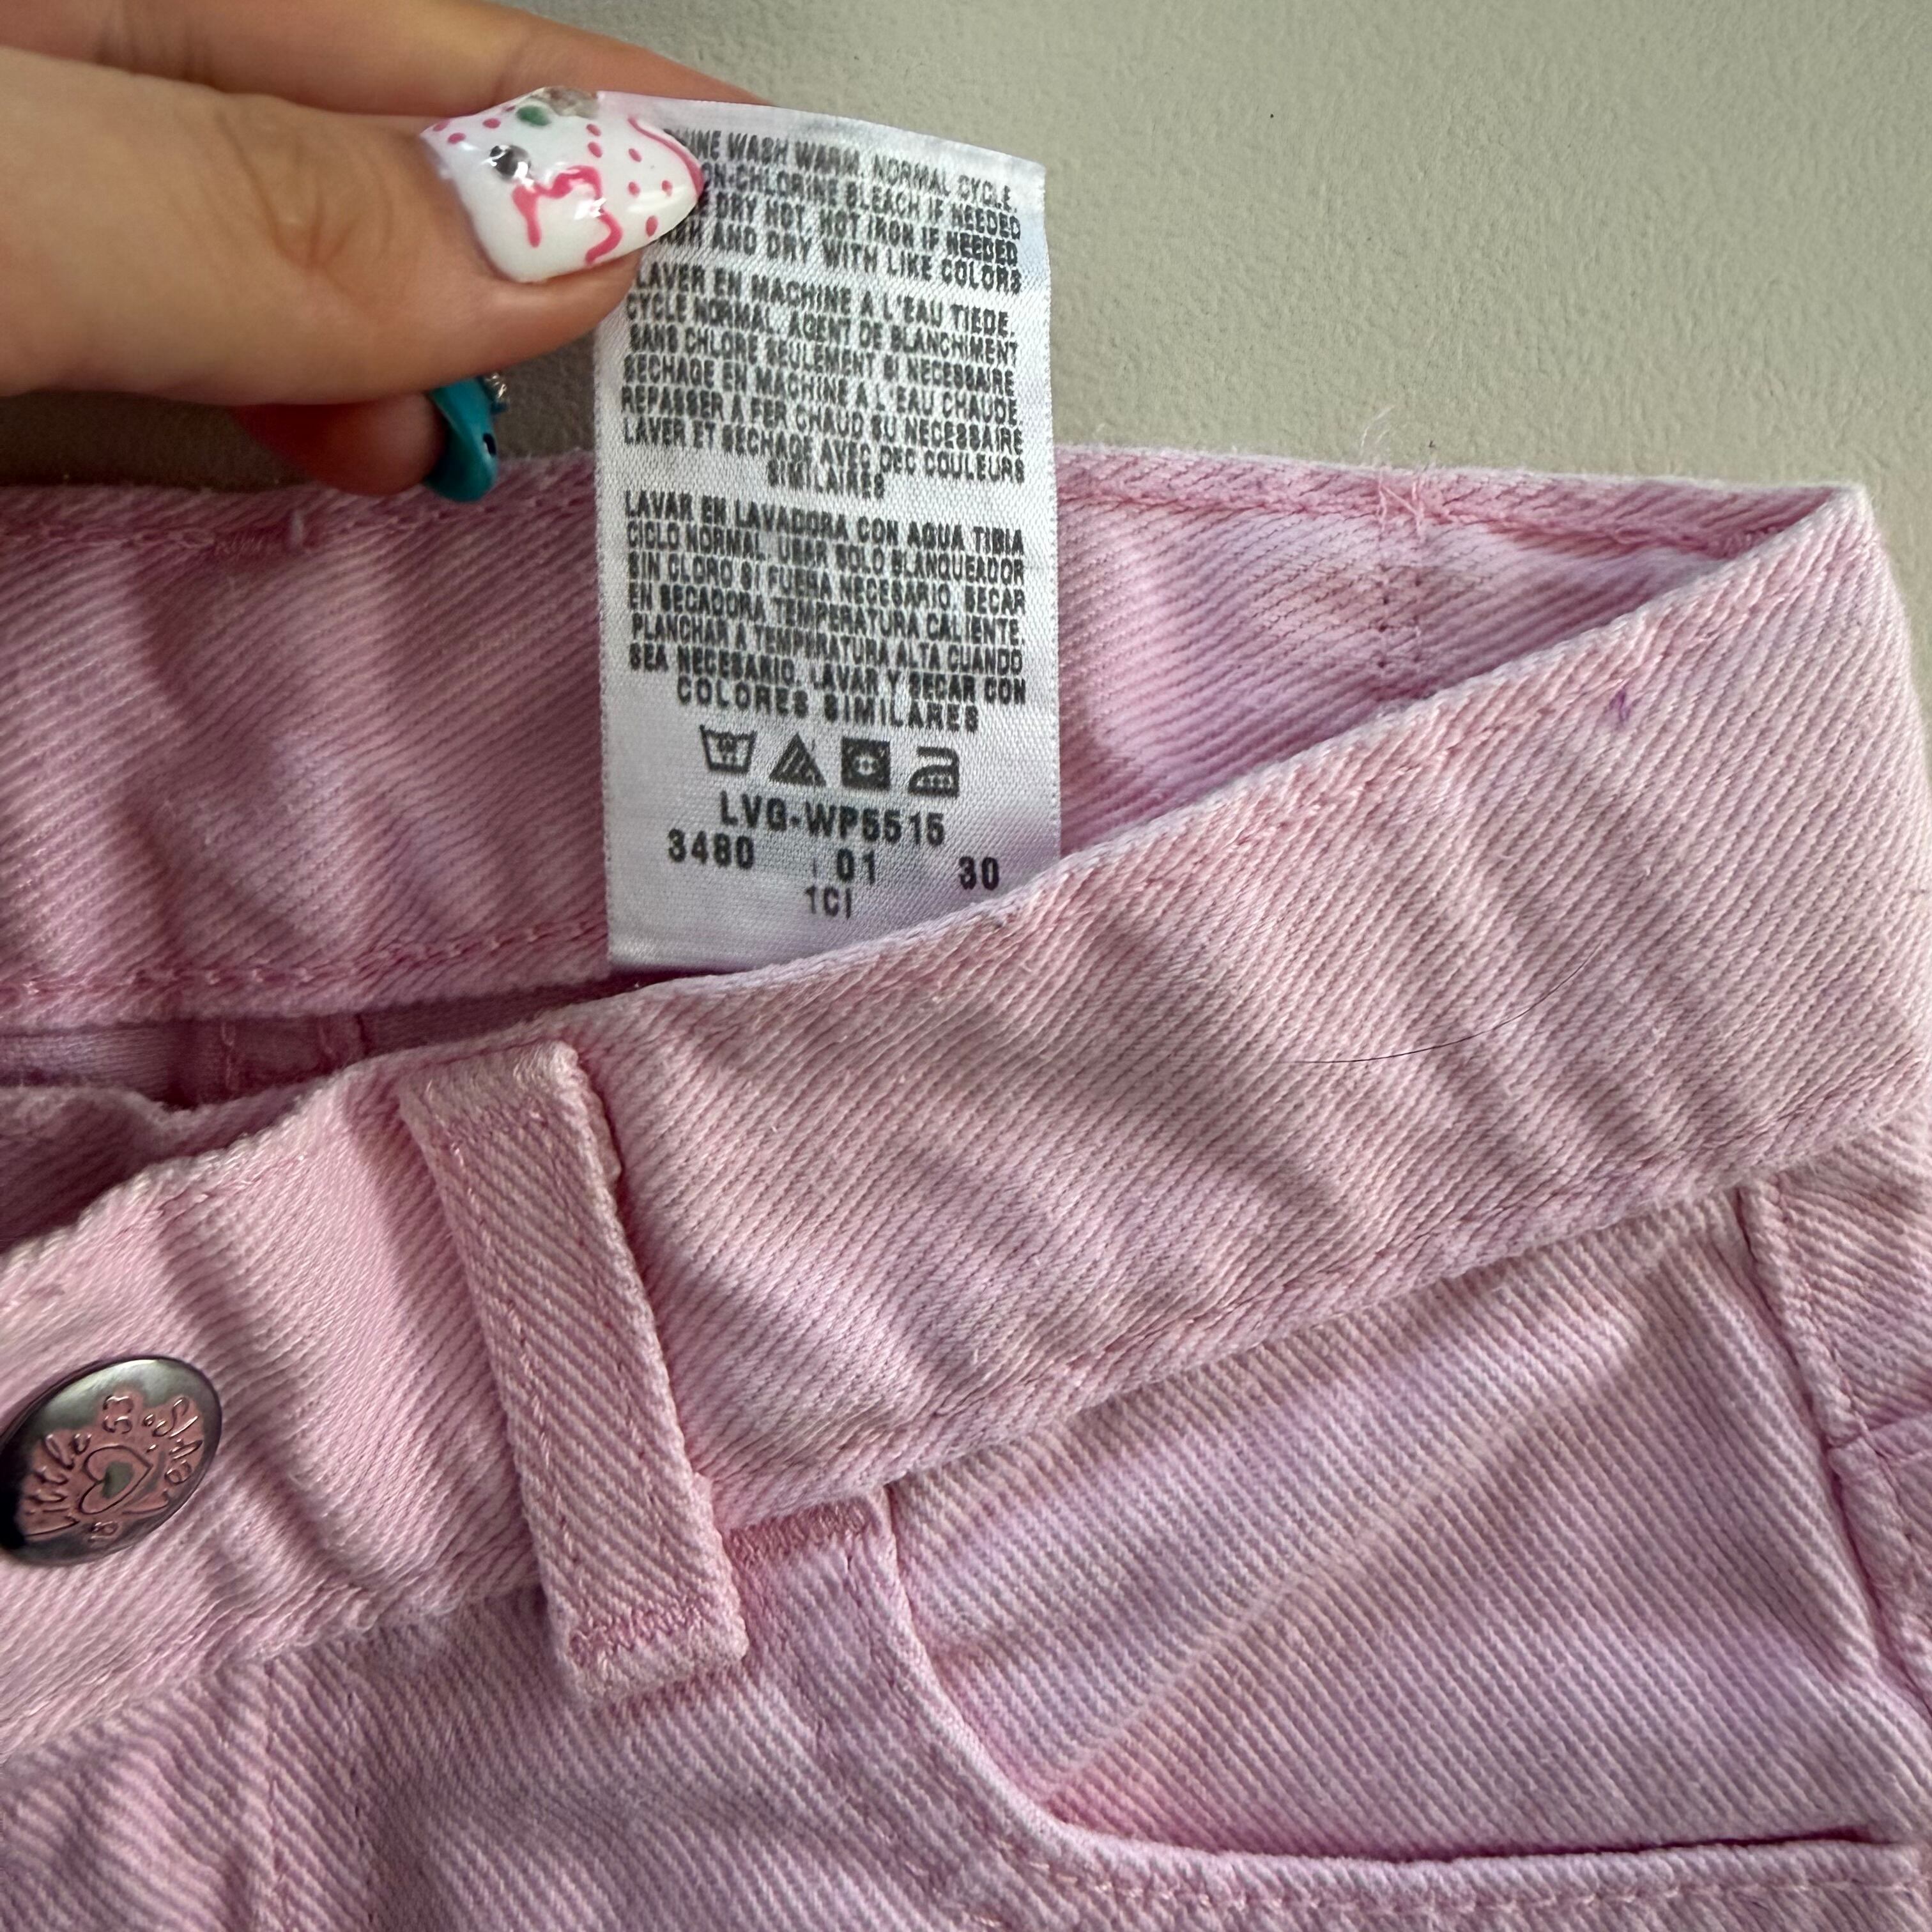 WASH WARM NORMAL CYCLE.
CHLORINE BLEACH IF NEEDED
DRY HOT, HOT IRON IF NEEDED
AND DRY WITH LIKE COLORS
LAVER EN MACHINE A L'EAU TIEDE.
CYCLE NORMAL. AGENT DE BLANCHIMENT
SANS CHLORE SEULEMENT SI NECESSAIRE
SECHAGE EN MACHINE A L'EAU CHAUDE
REPASSER A FER CHAUD SU NECESSAIRE
LAVER ET SECHAGE AVEC DEC COULEURS
SIMILAIRES
LAVAR EN LAVADORA CON AGUA TIBIA
CICLO NORMAL. USAR SOLO BLANQUEADOR
SIN CLORO SI FUERA NECESARIO. SECAR
EN SECADORA TEMPERATURA CALIENTE.
PLANCHAR A TEMPERATURA ALTA CUANDO
SEA NECESARIO. LAVAR Y SECAR CON
COLORES SIMILARES
LVG-WP5515
3480 01 30
1CI
Little